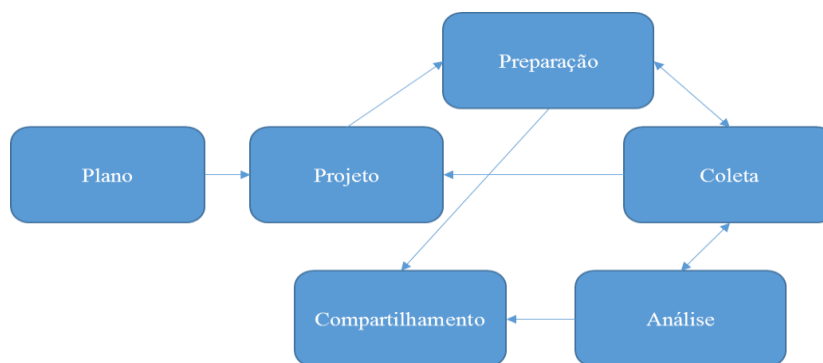 Preparação
Plano
Projeto
Coleta
Compartilhamento
Análise